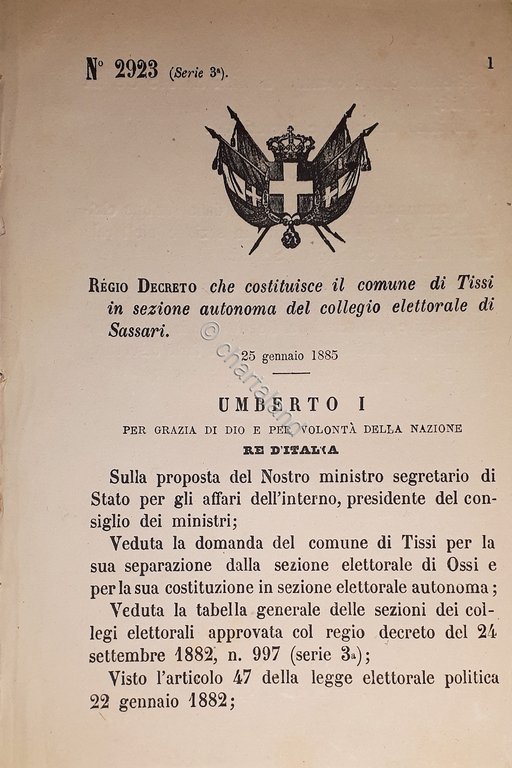 N° 2923 (Serie 3ª).
1
REGIO DECRETO che costituisce il comune di Tissi
in sezione autonoma del collegio elettorale di
Sassari.
25 gennaio 1885
UMBERTO I
PER GRAZIA DI DIO E PER VOLONTÀ DELLA NAZIONE
RE D'ITALIA
Sulla proposta del Nostro ministro segretario di
Stato per gli affari dell'interno, presidente del con-
siglio dei ministri;
Veduta la domanda del comune di Tissi per la
sua separazione dalla sezione elettorale di Ossi e
per la sua costituzione in sezione elettorale autonoma;
Veduta la tabella generale delle sezioni dei col-
legi elettorali approvata col regio decreto del 24
settembre 1882, n. 997 (serie 3ª);
Visto l'articolo 47 della legge elettorale politica
22 gennaio 1882;
© chartaland